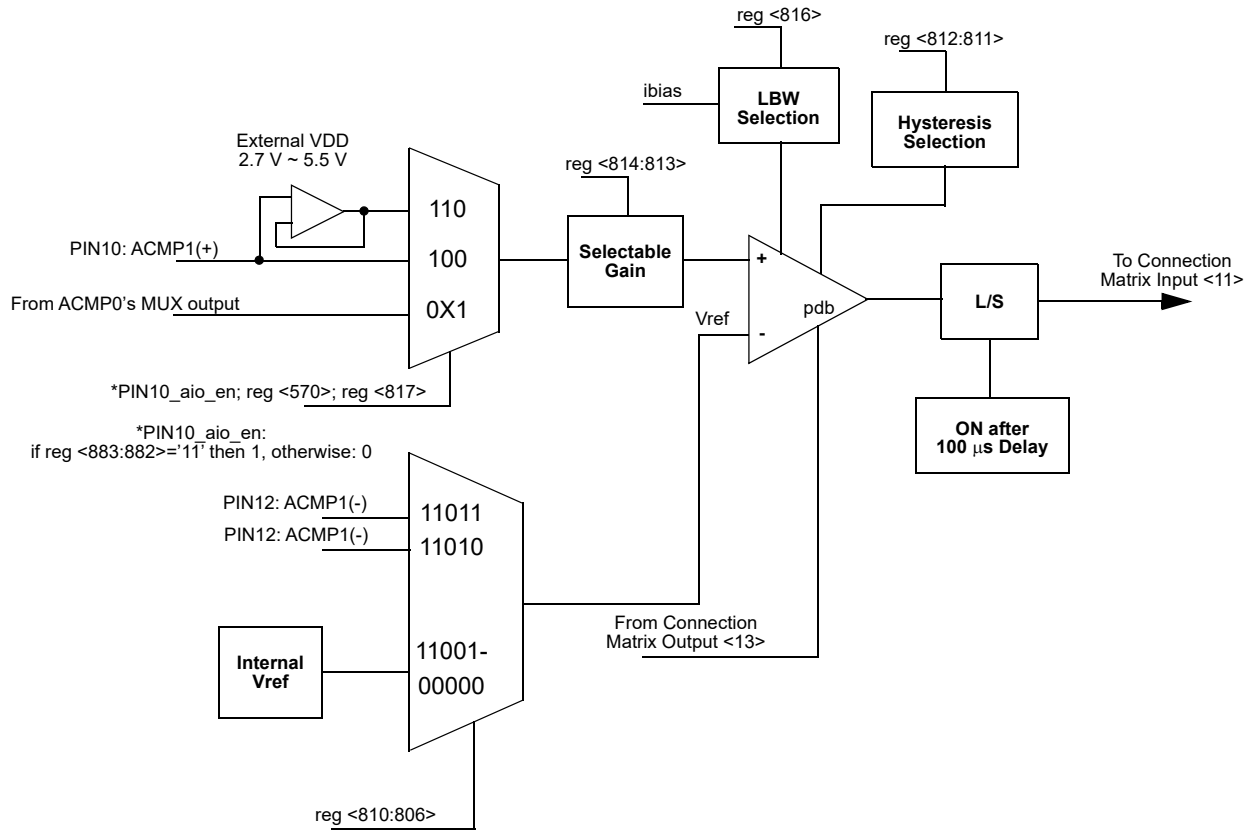 reg <816>
reg <812:811>
ibias
LBW
Selection
Hysteresis
Selection
External VDD
2.7 V ~ 5.5 V
reg <814:813>
110
PIN10: ACMP1(+)
100
Selectable
Gain
+
To Connection
Matrix Input <11>
From ACMP0's MUX output
0X1
L/S
pdb
Vref
-
*PIN10_aio_en; reg <570>; reg <817>
*PIN10_aio_en:
if reg <883:882>='11' then 1, otherwise: 0
ON after
100 μs Delay
PIN12: ACMP1(-)
11011
PIN12: ACMP1(-)
11010
From Connection
Matrix Output <13>
Internal
Vref
11001-
00000
reg <810:806>